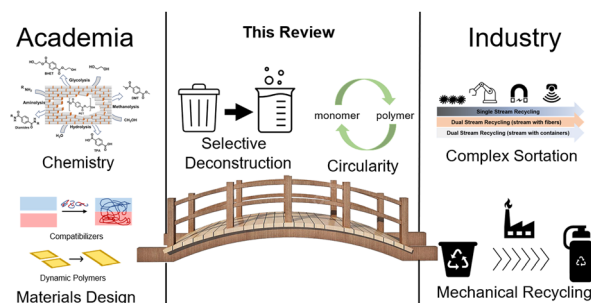 Academia
BHET
Glycolysis
Aminolysis
Methanolysis
DMT
Hydrolysis
CH₃OH
H₂O
TPA
Chemistry
Compatibilizers
Dynamic Polymers
Materials Design
This Review
Selective
Deconstruction
monomer
polymer
Circularity
Industry
Single Stream Recycling
Dual Stream Recycling (stream with fibers)
Dual Stream Recycling (stream with containers)
Complex Sortation
Mechanical Recycling